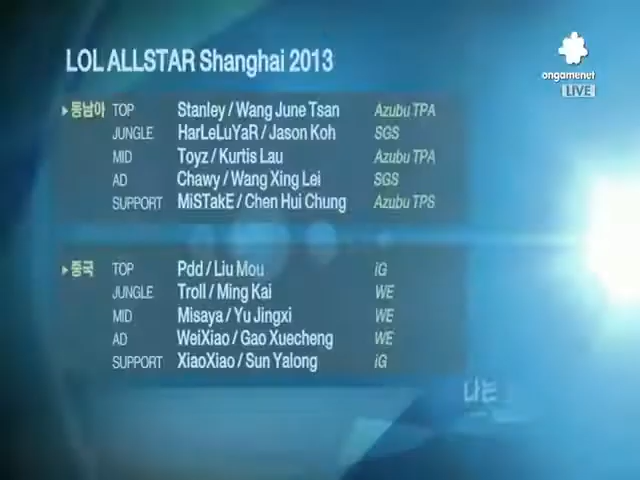 LOL ALLSTAR Shanghai 2013
ongamenet
LIVE
▸동남아 TOP Stanley / Wang June Tsan Azubu TPA
JUNGLE HarLeLuYaR / Jason Koh SGS
MID Toyz / Kurtis Lau Azubu TPA
AD Chawy / Wang Xing Lei SGS
SUPPORT MiSTakE / Chen Hui Chung Azubu TPS
▸중국 TOP Pdd / Liu Mou iG
JUNGLE Troll / Ming Kai WE
MID Misaya / Yu Jingxi WE
AD WeiXiao / Gao Xuecheng WE
SUPPORT XiaoXiao / Sun Yalong iG
나는